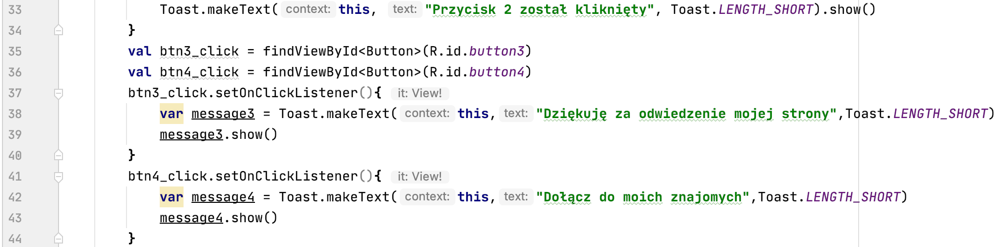 33 Toast.makeText( context: this, text: "Przycisk 2 został kliknięty", Toast.LENGTH_SHORT).show()
34 }
35 val btn3_click = findViewById<Button>(R.id.button3)
36 val btn4_click = findViewById<Button>(R.id.button4)
37 btn3_click.setOnClickListener(){ it: View!
38 var message3 = Toast.makeText( context: this, text: "Dziękuję za odwiedzenie mojej strony",Toast.LENGTH_SHORT)
39 message3.show()
40 }
41 btn4_click.setOnClickListener(){ it: View!
42 var message4 = Toast.makeText( context: this, text: "Dołącz do moich znajomych",Toast.LENGTH_SHORT)
43 message4.show()
44 }